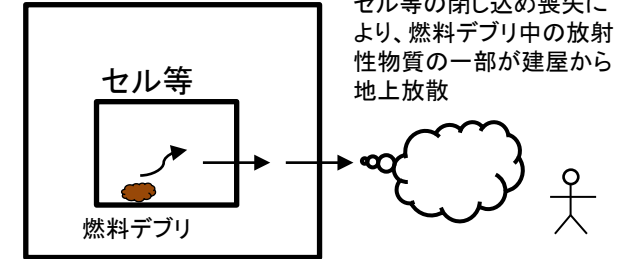 セル等の閉じ込め喪失に
より、燃料デブリ中の放射
性物質の一部が建屋から
地上放散
セル等
燃料デブリ